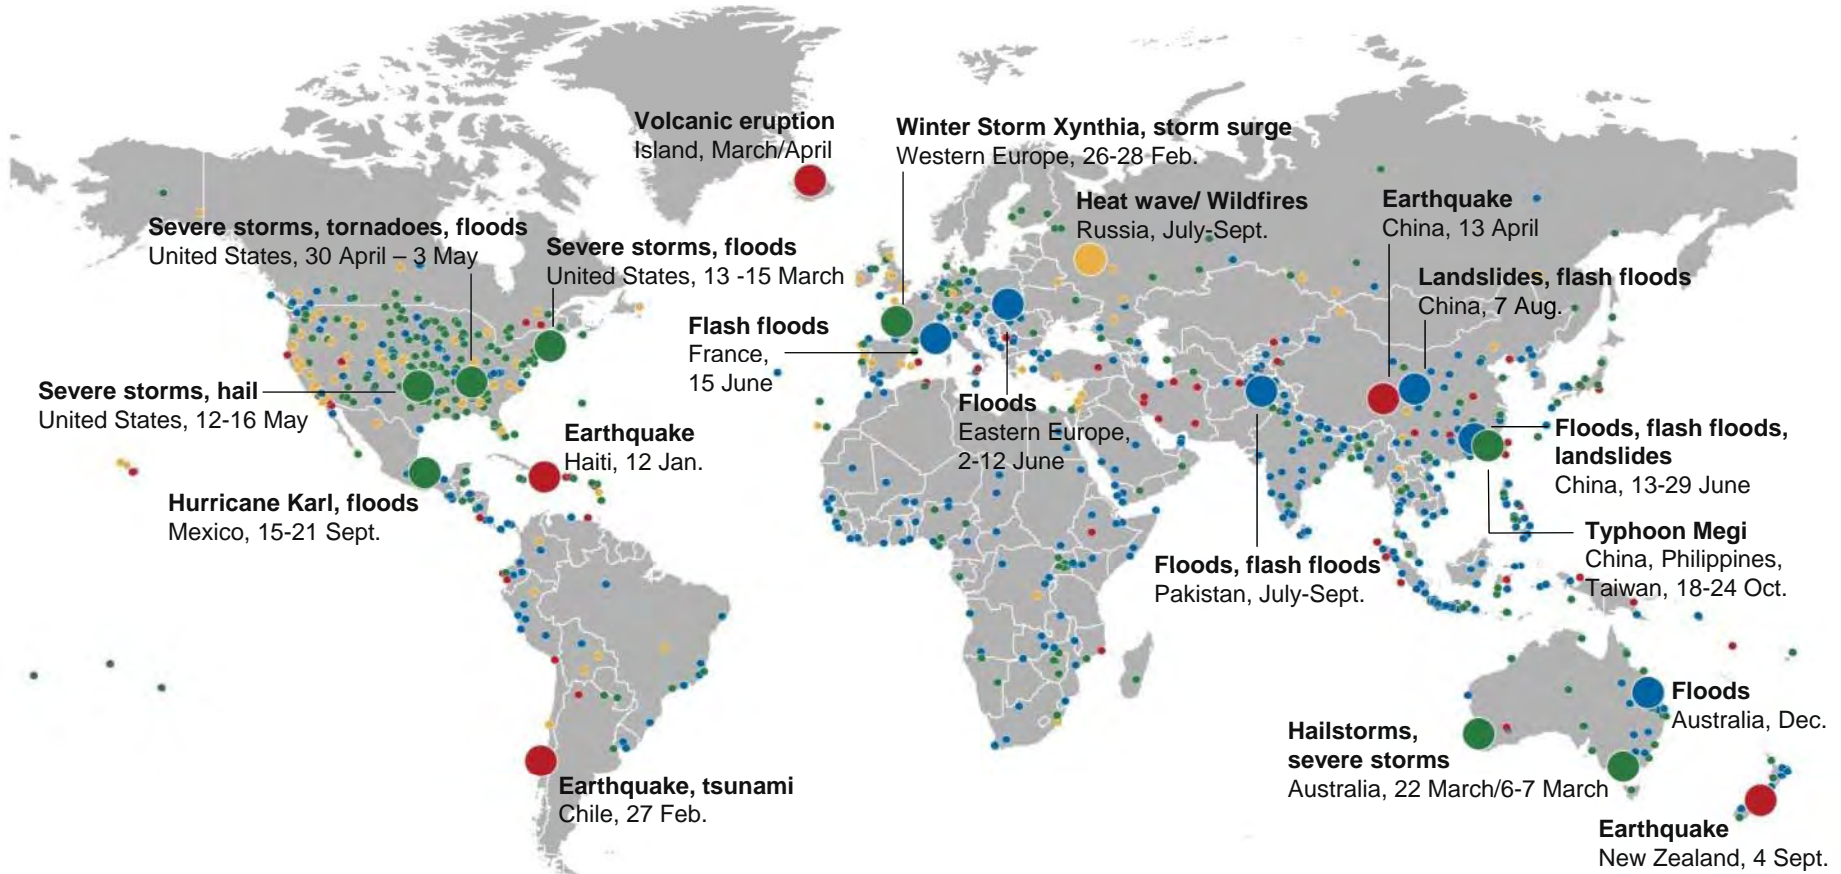 Volcanic eruption
Island, March/April
Winter Storm Xynthia, storm surge
Western Europe, 26-28 Feb.
Heat wave/ Wildfires
Russia, July-Sept.
Earthquake
China, 13 April
Severe storms, tornadoes, floods
United States, 30 April – 3 May
Severe storms, floods
United States, 13 -15 March
Landslides, flash floods
China, 7 Aug.
Flash floods
France,
15 June
Severe storms, hail
United States, 12-16 May
Floods
Eastern Europe,
2-12 June
Earthquake
Haiti, 12 Jan.
Floods, flash floods,
landslides
China, 13-29 June
Hurricane Karl, floods
Mexico, 15-21 Sept.
Typhoon Megi
China, Philippines,
Taiwan, 18-24 Oct.
Floods, flash floods
Pakistan, July-Sept.
Floods
Australia, Dec.
Hailstorms,
severe storms
Australia, 22 March/6-7 March
Earthquake, tsunami
Chile, 27 Feb.
Earthquake
New Zealand, 4 Sept.